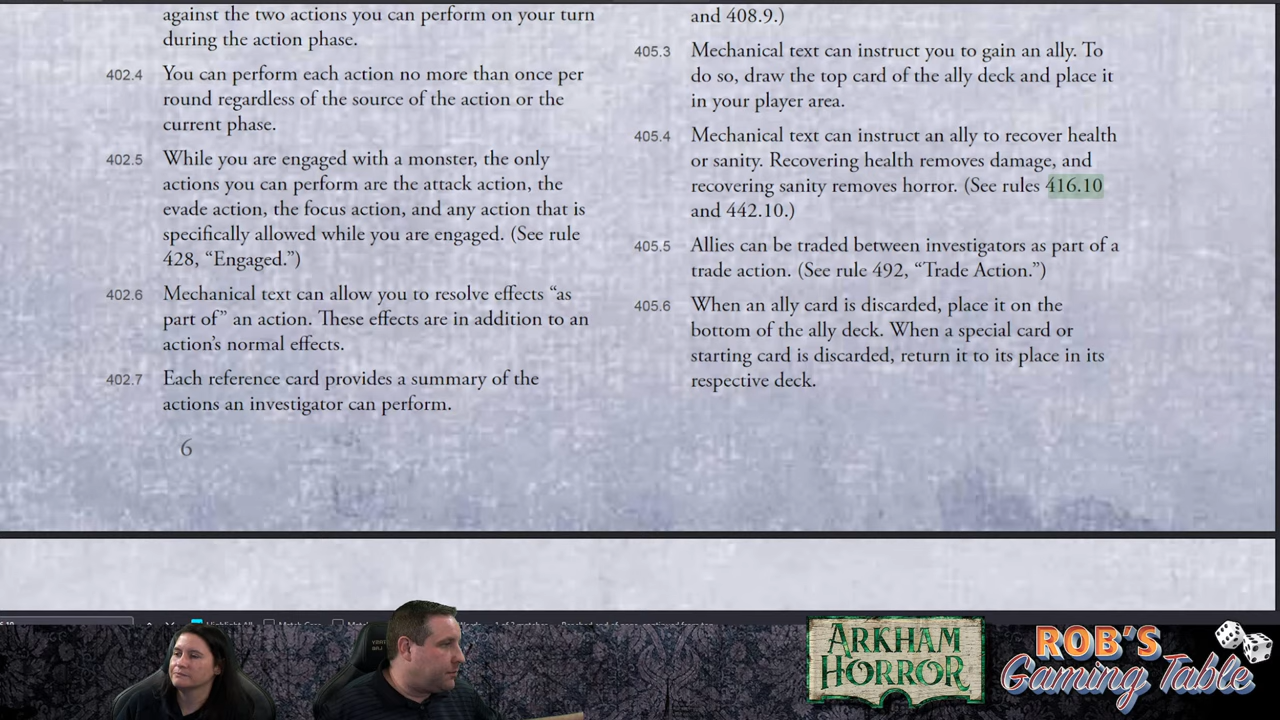 against the two actions you can perform on your turn
during the action phase.
402.4 You can perform each action no more than once per
round regardless of the source of the action or the
current phase.
402.5 While you are engaged with a monster, the only
actions you can perform are the attack action, the
evade action, the focus action, and any action that is
specifically allowed while you are engaged. (See rule
428, “Engaged.”)
402.6 Mechanical text can allow you to resolve effects “as
part of” an action. These effects are in addition to an
action’s normal effects.
402.7 Each reference card provides a summary of the
actions an investigator can perform.
6
and 408.9.)
405.3 Mechanical text can instruct you to gain an ally. To
do so, draw the top card of the ally deck and place it
in your player area.
405.4 Mechanical text can instruct an ally to recover health
or sanity. Recovering health removes damage, and
recovering sanity removes horror. (See rules 416.10
and 442.10.)
405.5 Allies can be traded between investigators as part of a
trade action. (See rule 492, “Trade Action.”)
405.6 When an ally card is discarded, place it on the
bottom of the ally deck. When a special card or
starting card is discarded, return it to its place in its
respective deck.
ARKHAM
HORROR
ROB'S
Gaming Table